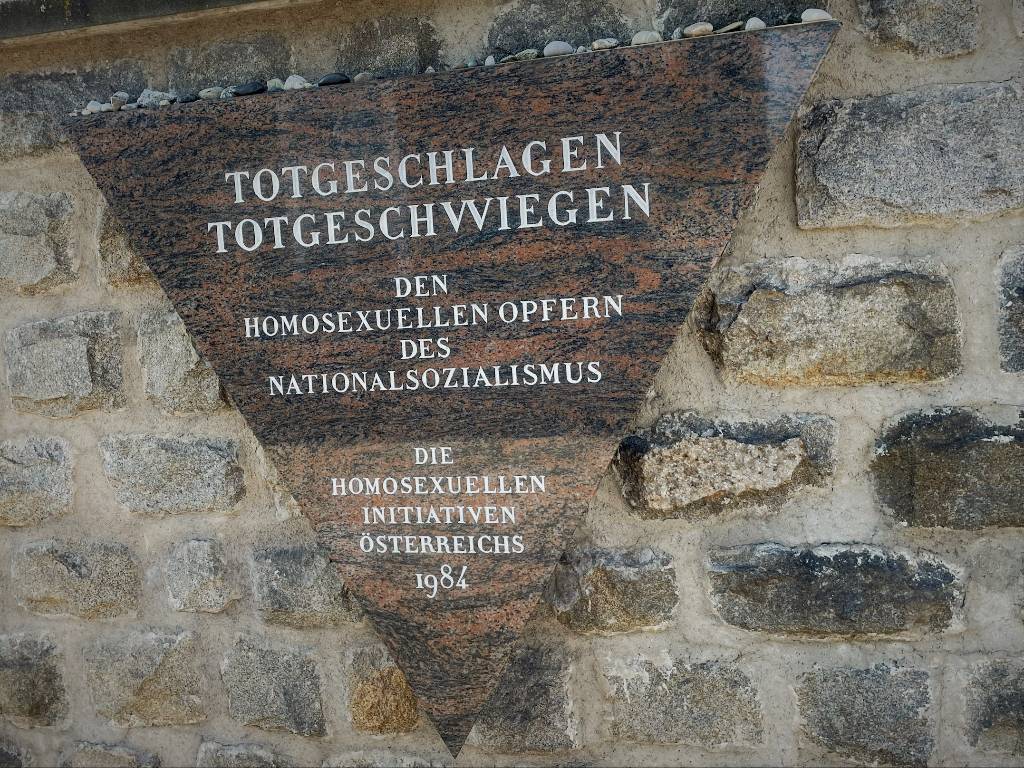 TOTGESCHLAGEN
TOTGESCHWIEGEN
DEN
HOMOSEXUELLEN OPFERN
DES
NATIONALSOZIALISMUS
DIE
HOMOSEXUELLEN
INITIATIVEN
ÖSTERREICHS
1984